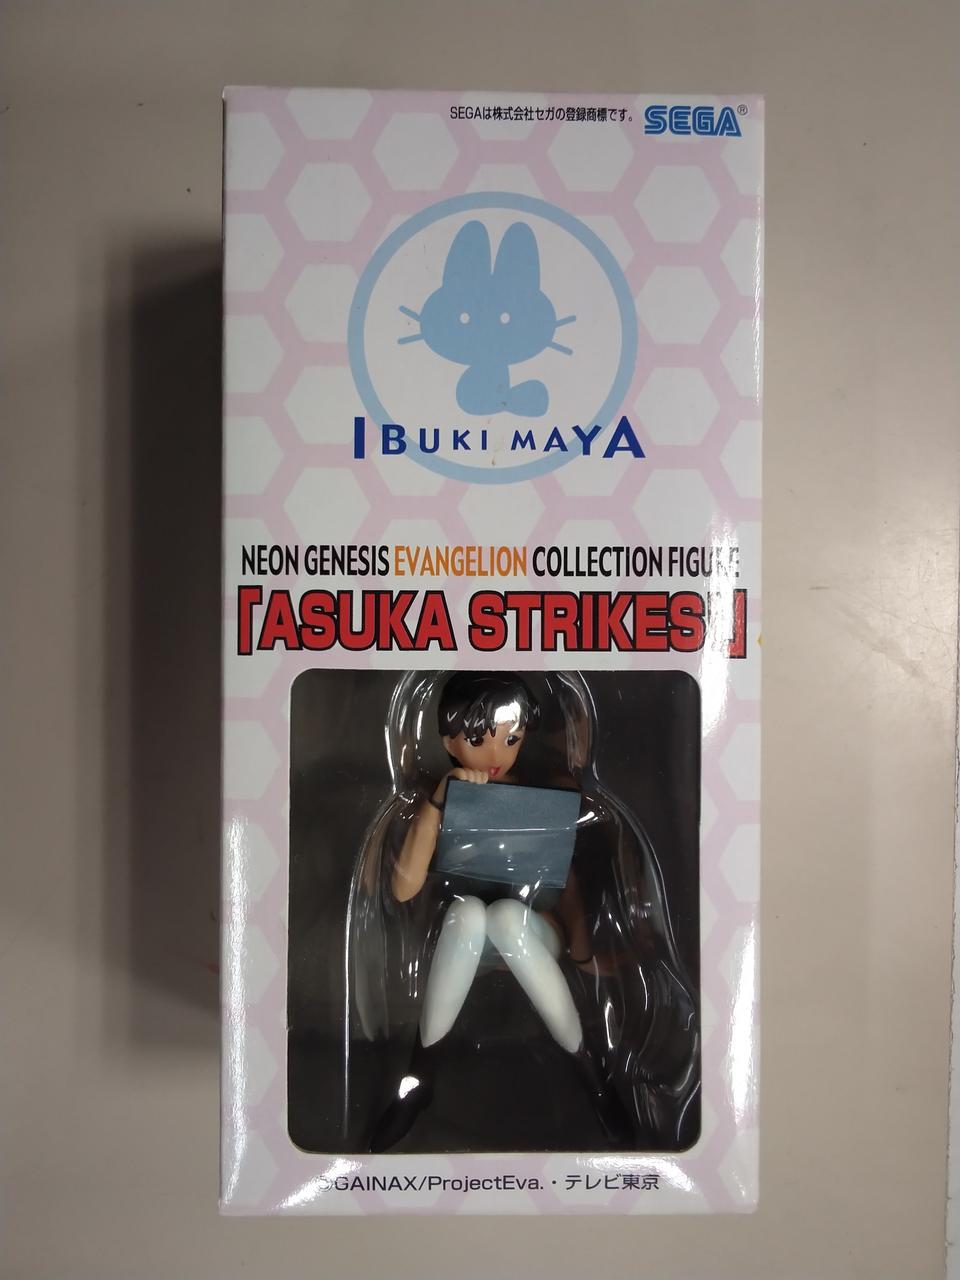 SEGAは株式会社セガの登録商標です。 SEGA®
IBUKI MAYA
NEON GENESIS EVANGELION COLLECTION FIGURE
「ASUKA STRIKES!」
©GAINAX/ProjectEva.・テレビ東京